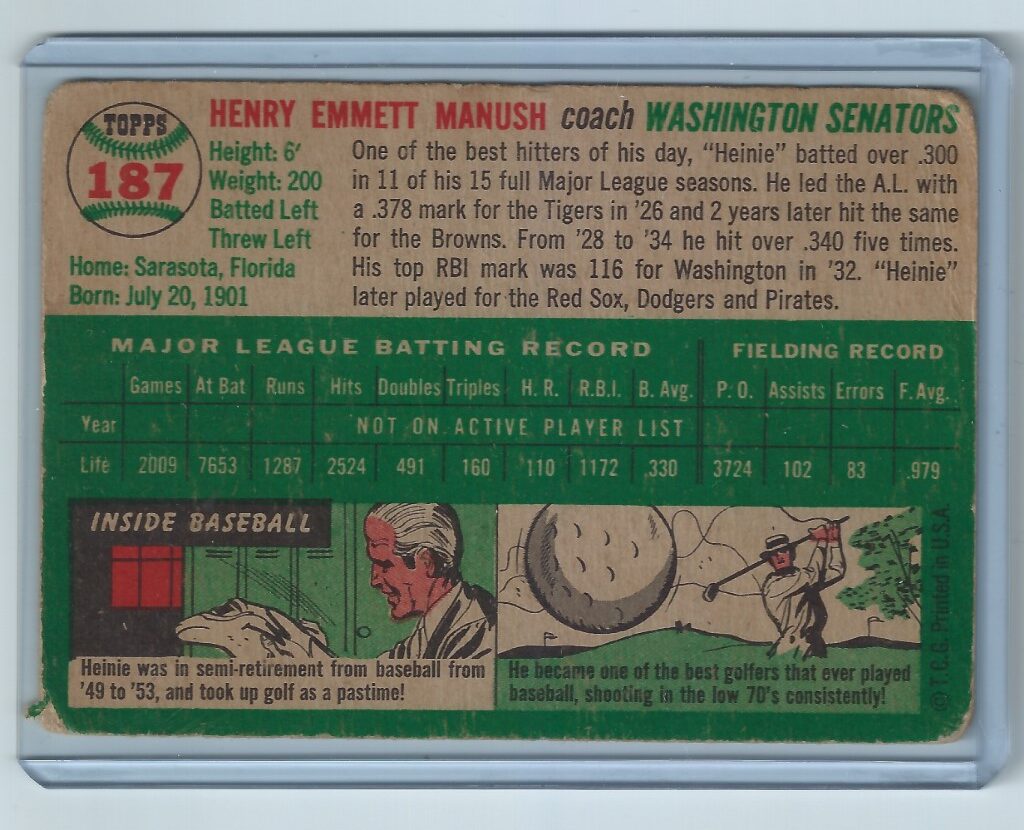 TOPPS
187
HENRY EMMETT MANUSH coach WASHINGTON SENATORS
Height: 6'
Weight: 200
Batted Left
Threw Left
Home: Sarasota, Florida
Born: July 20, 1901
One of the best hitters of his day, "Heinie" batted over .300
in 11 of his 15 full Major League seasons. He led the A.L. with
a .378 mark for the Tigers in '26 and 2 years later hit the same
for the Browns. From '28 to '34 he hit over .340 five times.
His top RBI mark was 116 for Washington in '32. "Heinie"
later played for the Red Sox, Dodgers and Pirates.
MAJOR LEAGUE BATTING RECORD FIELDING RECORD
Games At Bat Runs Hits Doubles Triples H. R. R.B.I. B. Avg. P. O. Assists Errors F. Avg.
Year NOT ON ACTIVE PLAYER LIST
Life 2009 7653 1287 2524 491 160 110 1172 .330 3724 102 83 .979
INSIDE BASEBALL
Heinie was in semi-retirement from baseball from
'49 to '53, and took up golf as a pastime!
He became one of the best golfers that ever played
baseball, shooting in the low 70's consistently!
© T.C.G. Printed in U.S.A.